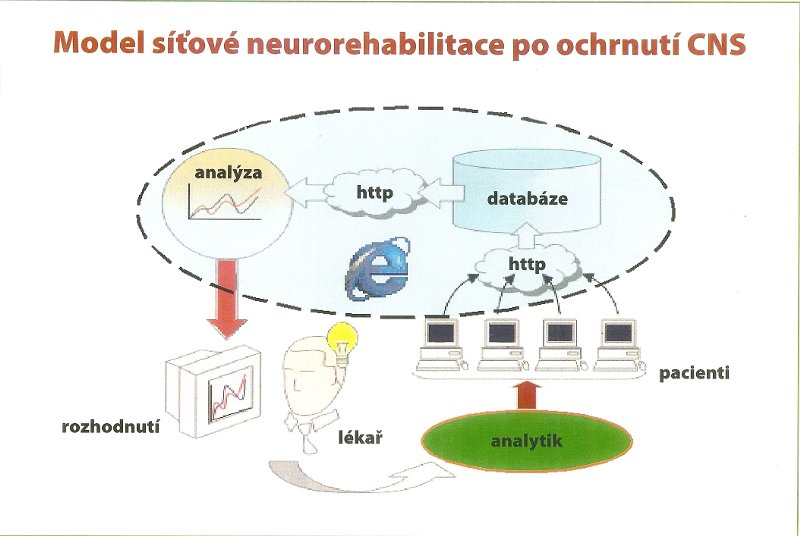 Model síťové neurorehabilitace po ochrnutí CNS
analýza
http
databáze
http
pacienti
rozhodnutí
lékař
analytik